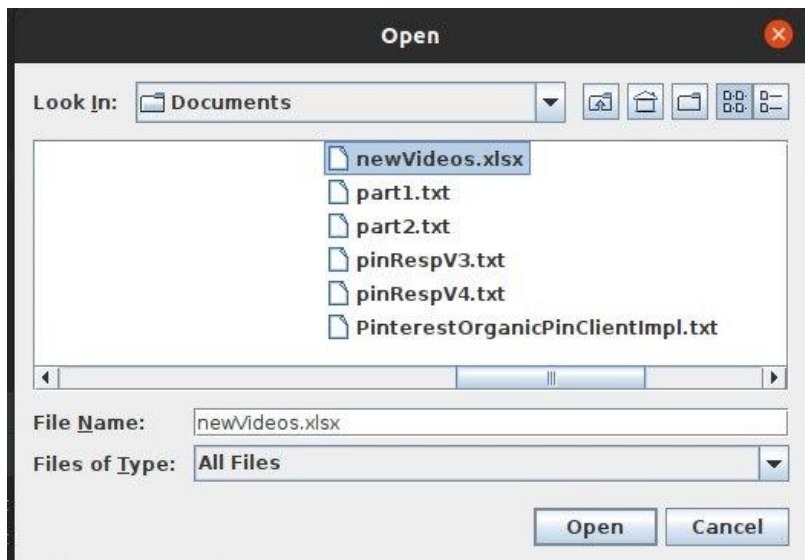 Open
Look In: Documents
newVideos.xlsx
part1.txt
part2.txt
pinRespV3.txt
pinRespV4.txt
PinterestOrganicPinClientImpl.txt
File Name: newVideos.xlsx
Files of Type: All Files
Open Cancel